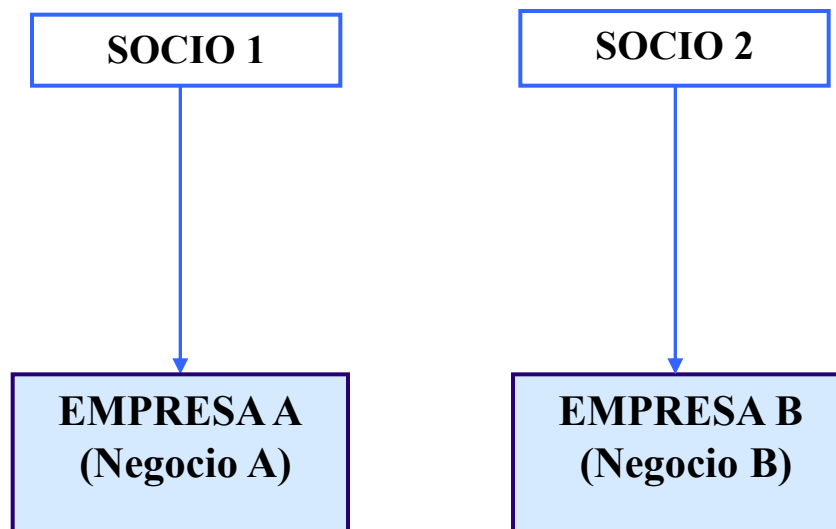 SOCIO 1
SOCIO 2
EMPRESA A
(Negocio A)
EMPRESA B
(Negocio B)